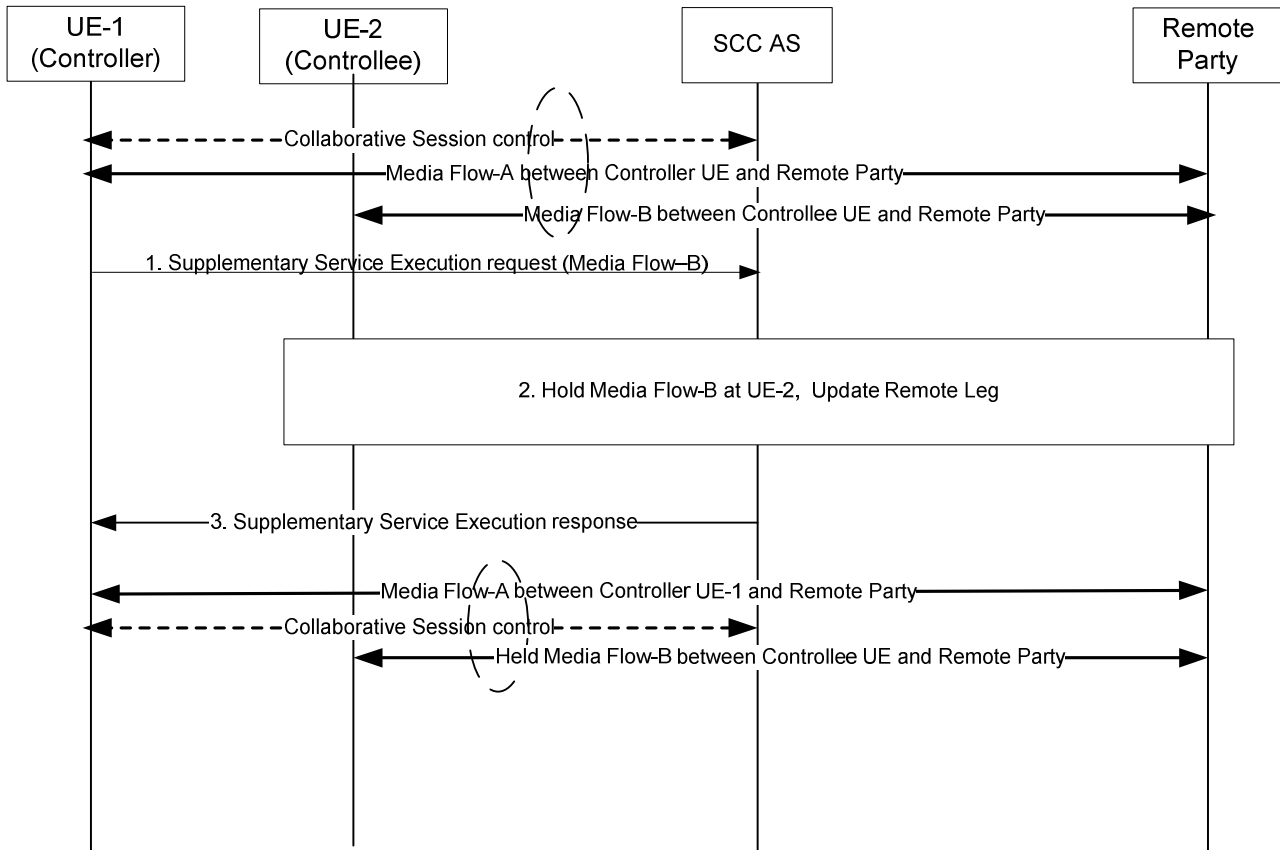 UE-1
(Controller)
UE-2
(Controllee)
SCC AS
Remote
Party
Collaborative Session control
Media Flow-A between Controller UE and Remote Party
Media Flow-B between Controllee UE and Remote Party
1. Supplementary Service Execution request (Media Flow–B)
2. Hold Media Flow-B at UE-2, Update Remote Leg
3. Supplementary Service Execution response
Media Flow-A between Controller UE-1 and Remote Party
Collaborative Session control
Held Media Flow-B between Controllee UE and Remote Party